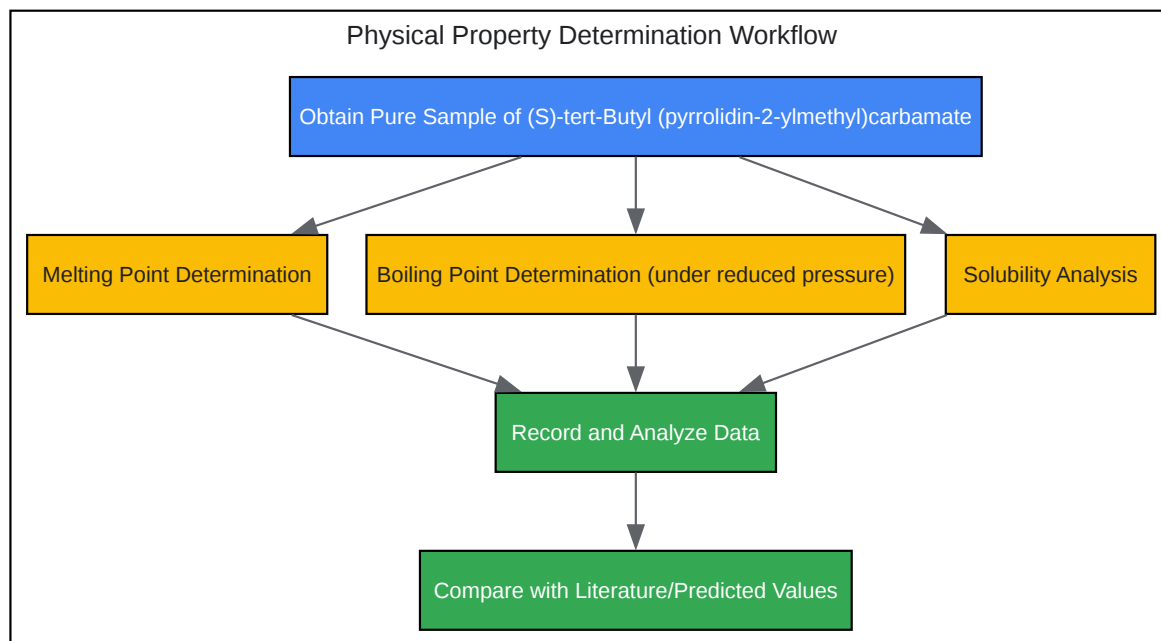 Physical Property Determination Workflow
Obtain Pure Sample of (S)-tert-Butyl (pyrrolidin-2-ylmethyl)carbamate
Melting Point Determination
Boiling Point Determination (under reduced pressure)
Solubility Analysis
Record and Analyze Data
Compare with Literature/Predicted Values